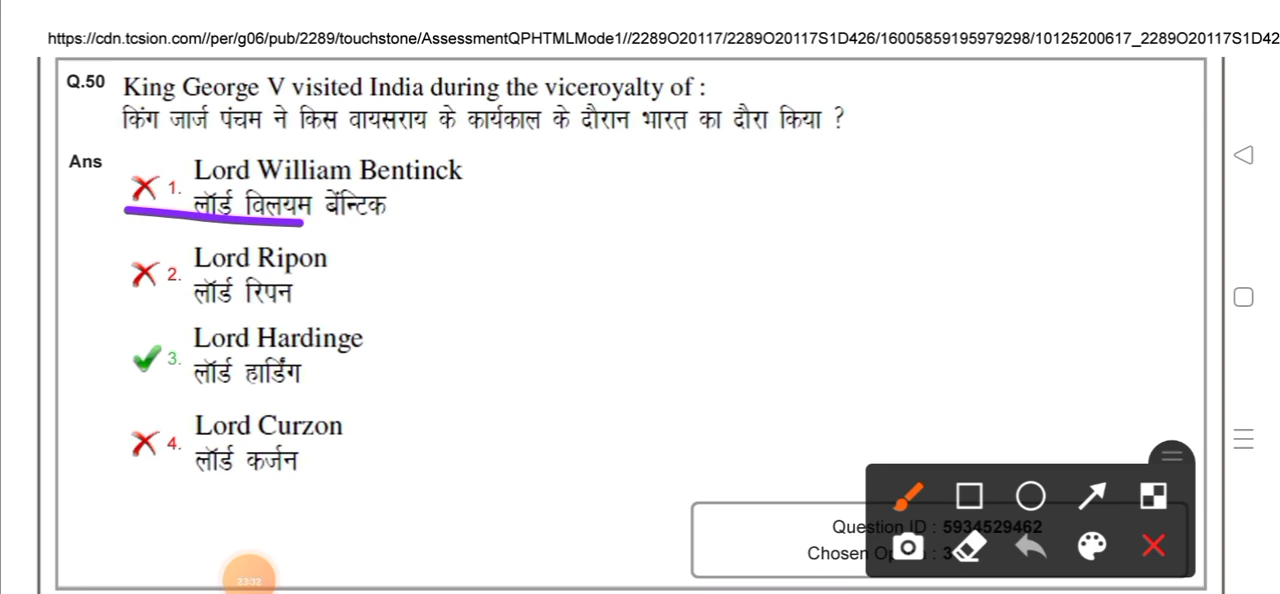 https://cdn.tcsion.com//per/g06/pub/2289/touchstone/AssessmentQPHTMLMode1//2289O20117/2289O20117S1D426/16005859195979298/10125200617_2289O20117S1D42
Q.50 King George V visited India during the viceroyalty of :
किंग जार्ज पंचम ने किस वायसराय के कार्यकाल के दौरान भारत का दौरा किया ?
Ans
1. Lord William Bentinck
लॉर्ड विलयम बेंन्टिक
2. Lord Ripon
लॉर्ड रिपन
3. Lord Hardinge
लॉर्ड हार्डिंग
4. Lord Curzon
लॉर्ड कर्जन
Question ID : 5934529462
Chosen : 3
23:32